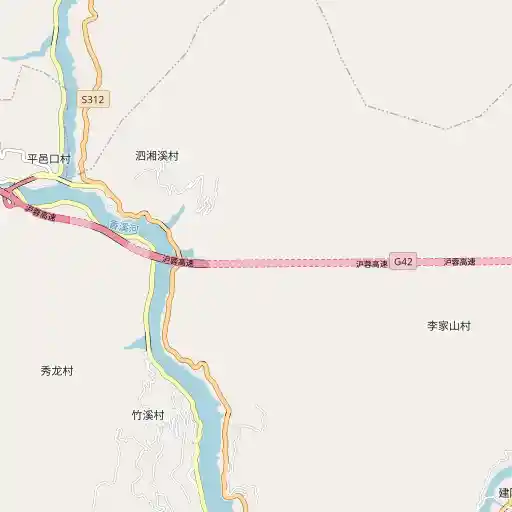 S312
平邑口村
泗湘溪村
沪蓉高速
香溪河
沪蓉高速
G42
沪蓉高速
沪蓉高速
李家山村
秀龙村
竹溪村